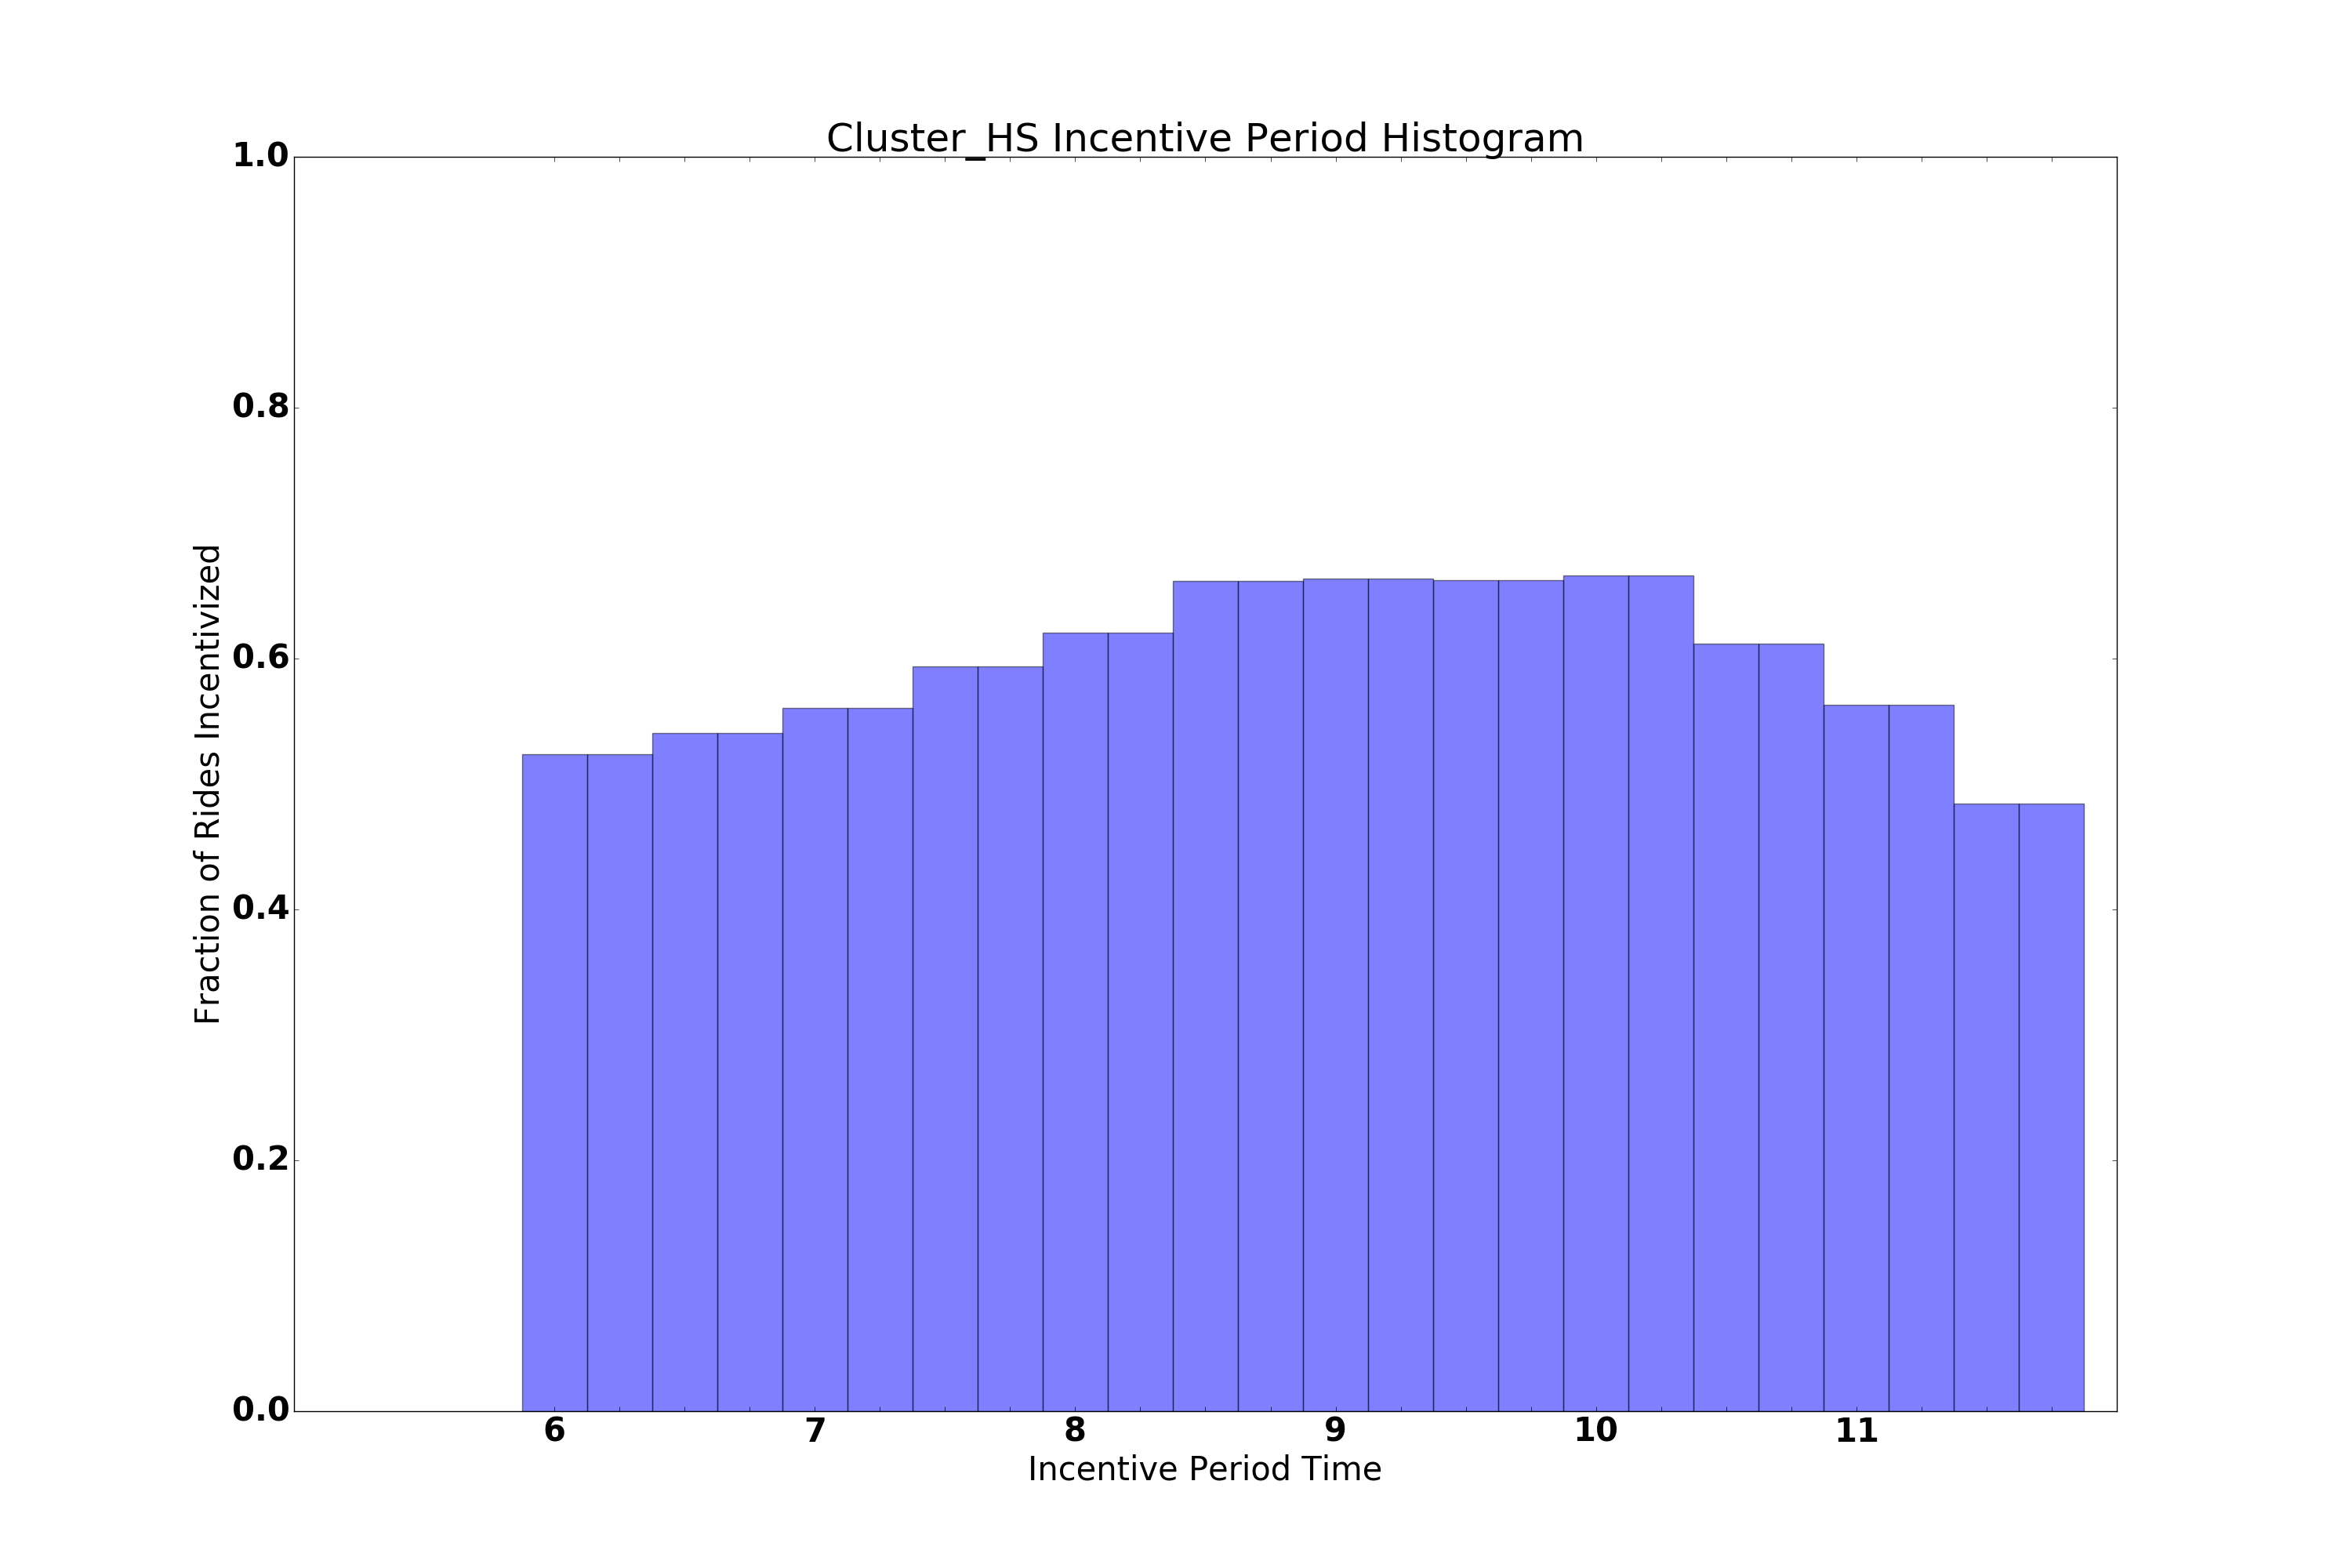 Cluster_HS Incentive Period Histogram
1.0
0.8
0.6
0.4
0.2
0.0
Fraction of Rides Incentivized
6 7 8 9 10 11
Incentive Period Time